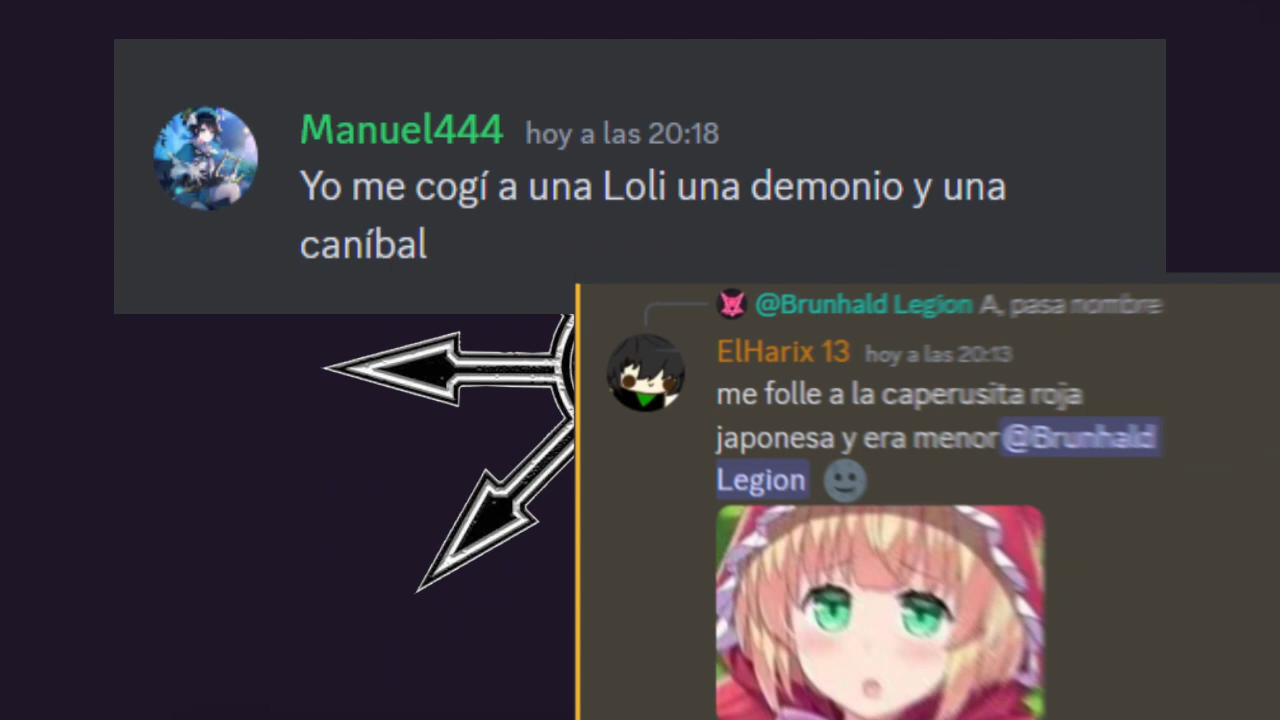 Manuel444 hoy a las 20:18
Yo me cogí a una Loli una demonio y una
caníbal
@Brunhald Legion A, pasa nombre
ElHarix 13 hoy a las 20:13
me folle a la caperusita roja
japonesa y era menor @Brunhald
Legion